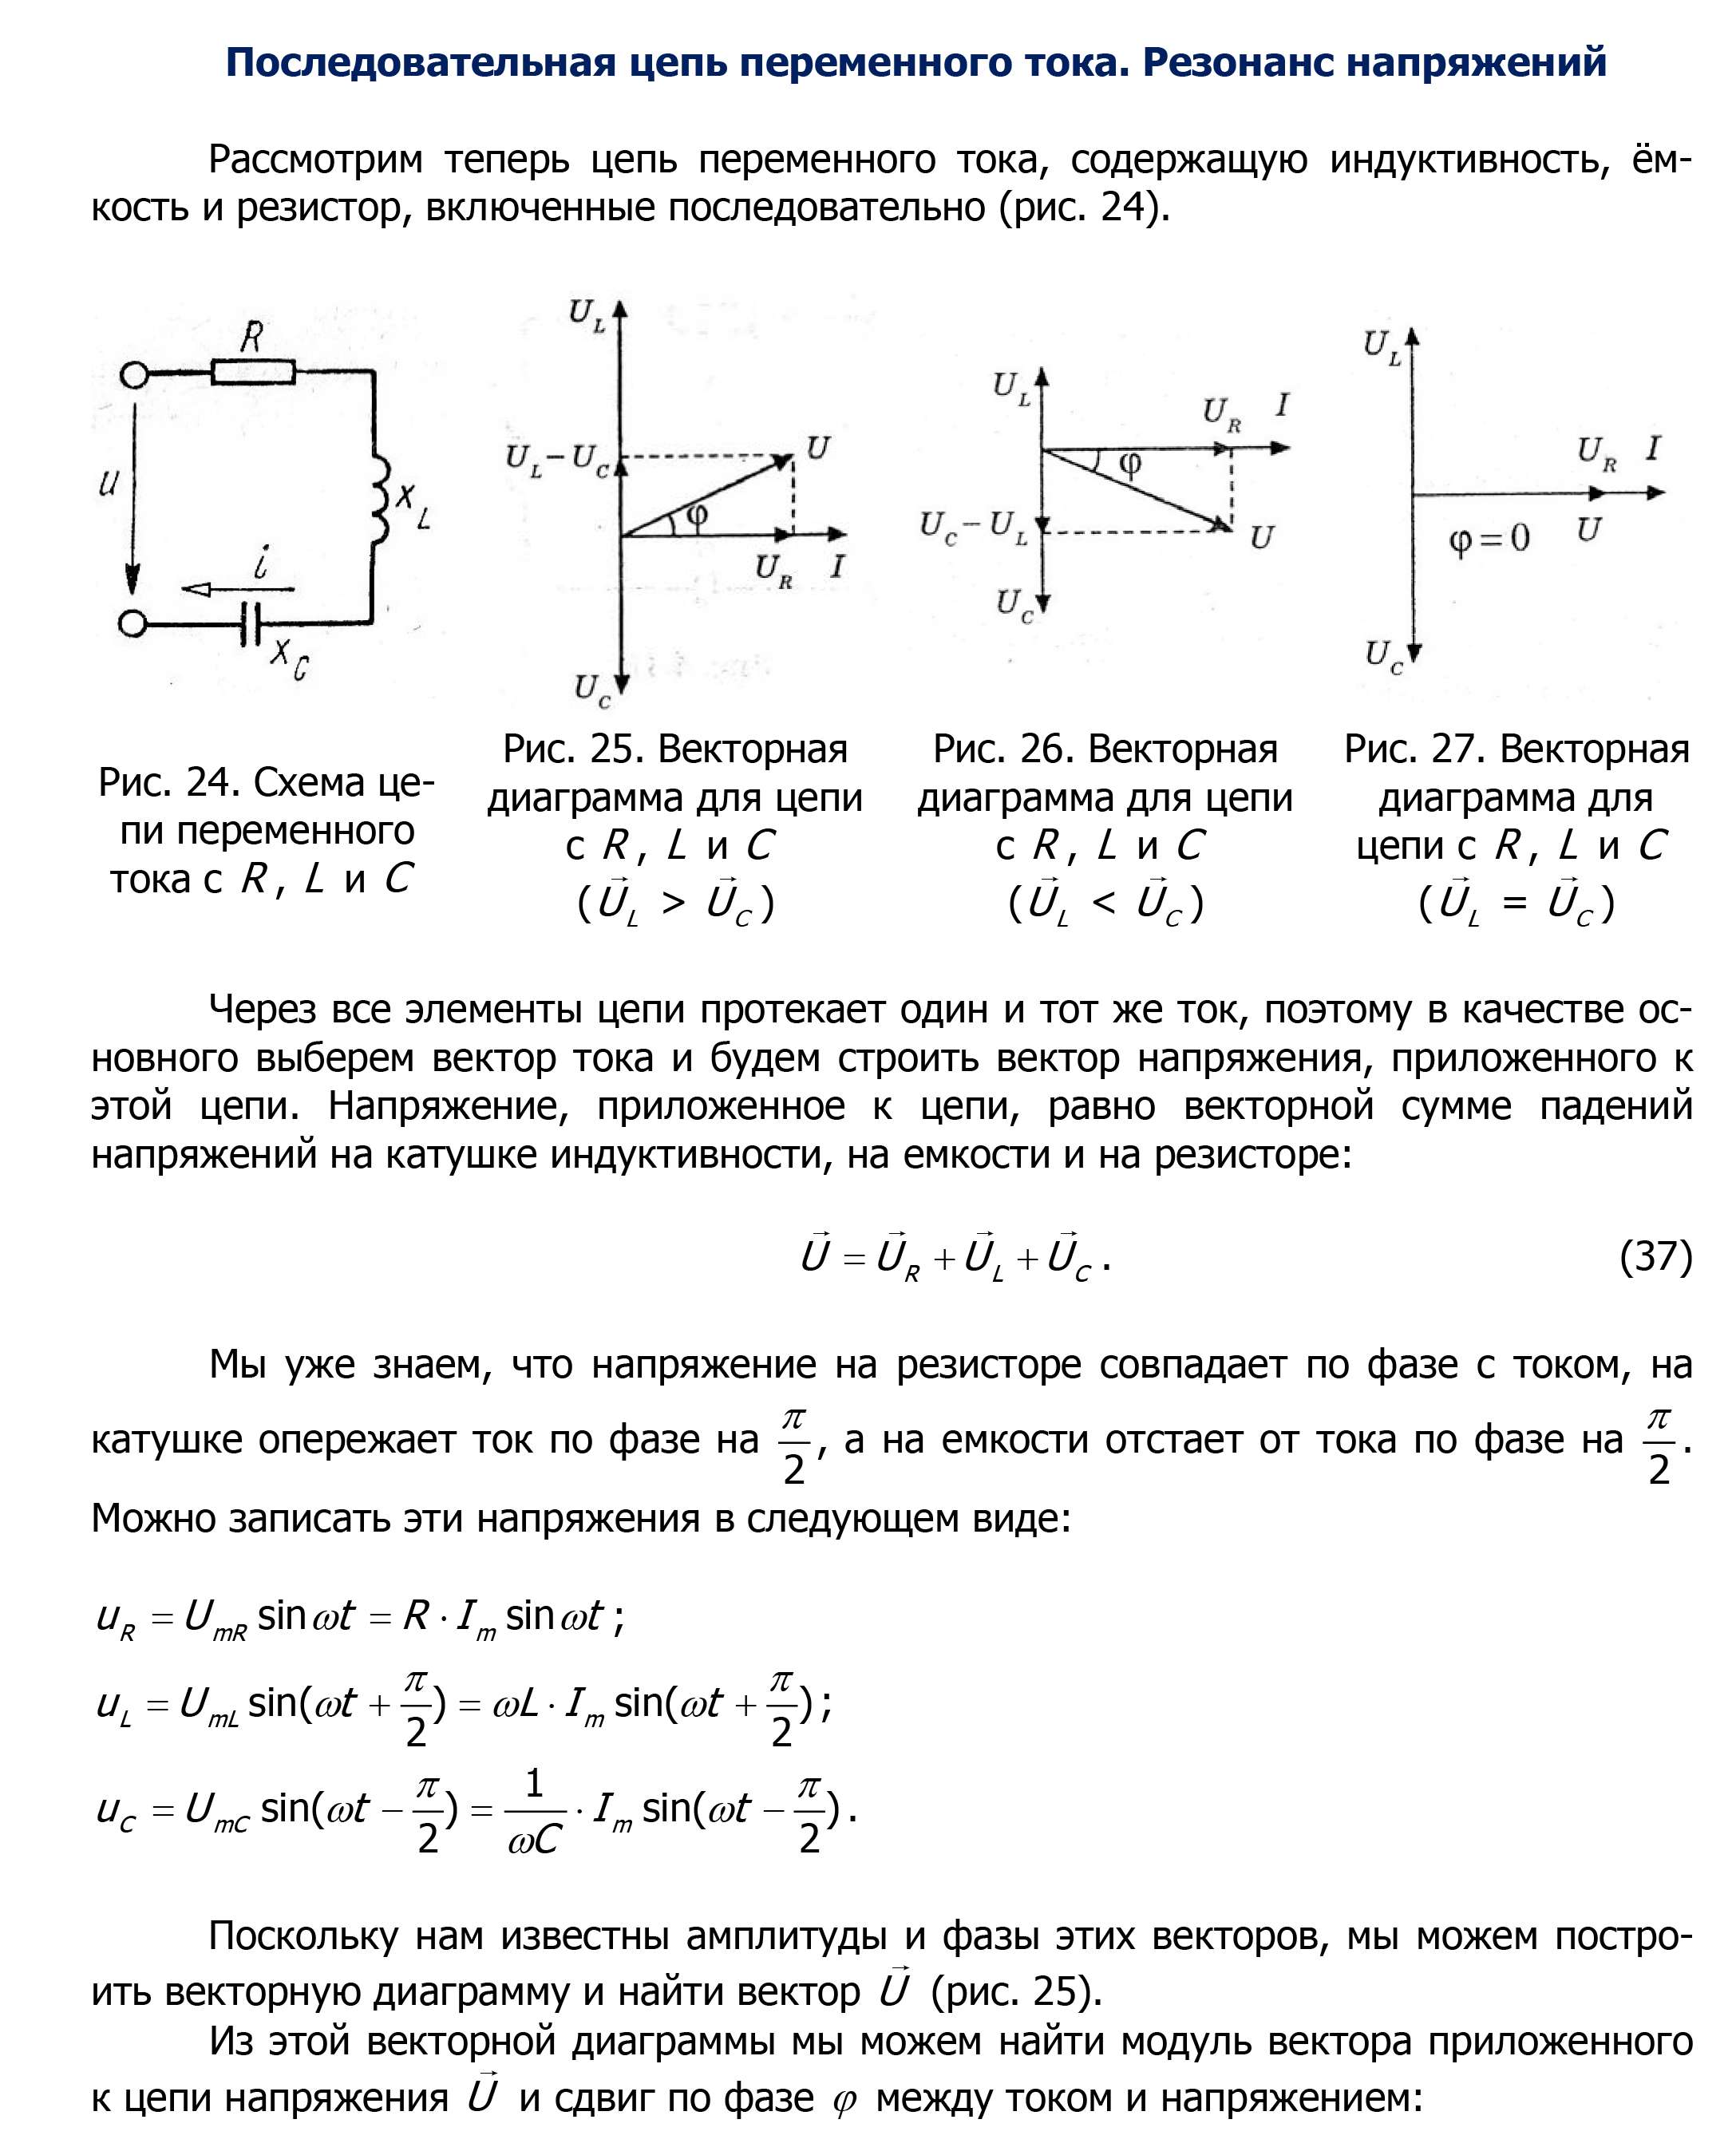 Последовательная цепь переменного тока. Резонанс напряжений
Рассмотрим теперь цепь переменного тока, содержащую индуктивность, ём-
кость и резистор, включенные последовательно (рис. 24).
R
u
x_L
i
x_C
U_L
U_L − U_C
U
φ
U_R I
U_C
U_L
U_R I
φ
U_C − U_L
U
U_C
U_L
U_R I
φ = 0 U
U_C
Рис. 24. Схема це-
пи переменного
тока с R, L и C
Рис. 25. Векторная
диаграмма для цепи
с R, L и C
(U⃗_L > U⃗_C)
Рис. 26. Векторная
диаграмма для цепи
с R, L и C
(U⃗_L < U⃗_C)
Рис. 27. Векторная
диаграмма для
цепи с R, L и C
(U⃗_L = U⃗_C)
Через все элементы цепи протекает один и тот же ток, поэтому в качестве ос-
новного выберем вектор тока и будем строить вектор напряжения, приложенного к
этой цепи. Напряжение, приложенное к цепи, равно векторной сумме падений
напряжений на катушке индуктивности, на емкости и на резисторе:
U⃗ = U⃗_R + U⃗_L + U⃗_C. (37)
Мы уже знаем, что напряжение на резисторе совпадает по фазе с током, на
катушке опережает ток по фазе на π/2, а на емкости отстает от тока по фазе на π/2.
Можно записать эти напряжения в следующем виде:
u_R = U_mR sin ωt = R · I_m sin ωt;
u_L = U_mL sin(ωt + π/2) = ωL · I_m sin(ωt + π/2);
u_C = U_mC sin(ωt − π/2) = 1/ωC · I_m sin(ωt − π/2).
Поскольку нам известны амплитуды и фазы этих векторов, мы можем постро-
ить векторную диаграмму и найти вектор U⃗ (рис. 25).
Из этой векторной диаграммы мы можем найти модуль вектора приложенного
к цепи напряжения U⃗ и сдвиг по фазе φ между током и напряжением: